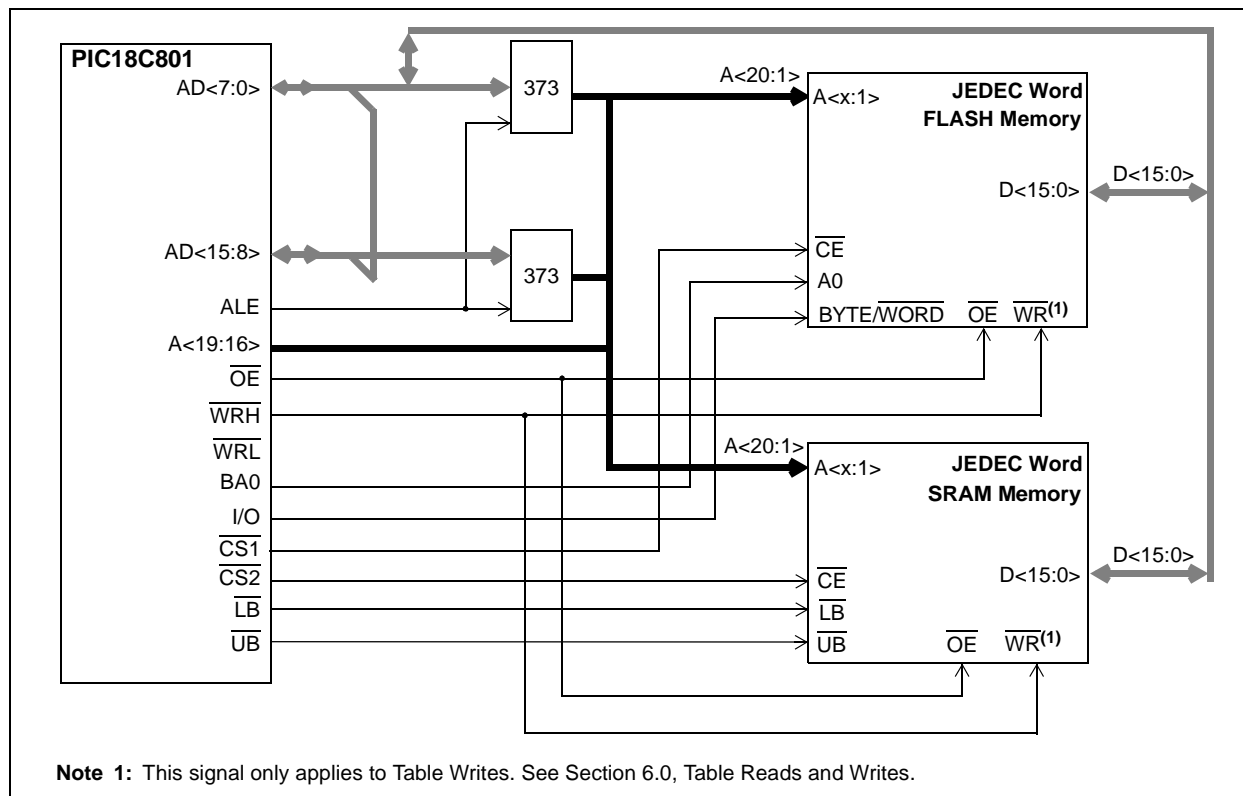 PIC18C801
AD<7:0>
AD<15:8>
ALE
A<19:16>
OE
WRH
WRL
BA0
I/O
CS1
CS2
LB
UB
373
373
A<20:1>
A<x:1>
JEDEC Word
FLASH Memory
D<15:0>
D<15:0>
CE
A0
BYTE/WORD OE WR(1)
A<20:1>
A<x:1>
JEDEC Word
SRAM Memory
D<15:0>
D<15:0>
CE
LB
UB OE WR(1)
Note 1: This signal only applies to Table Writes. See Section 6.0, Table Reads and Writes.